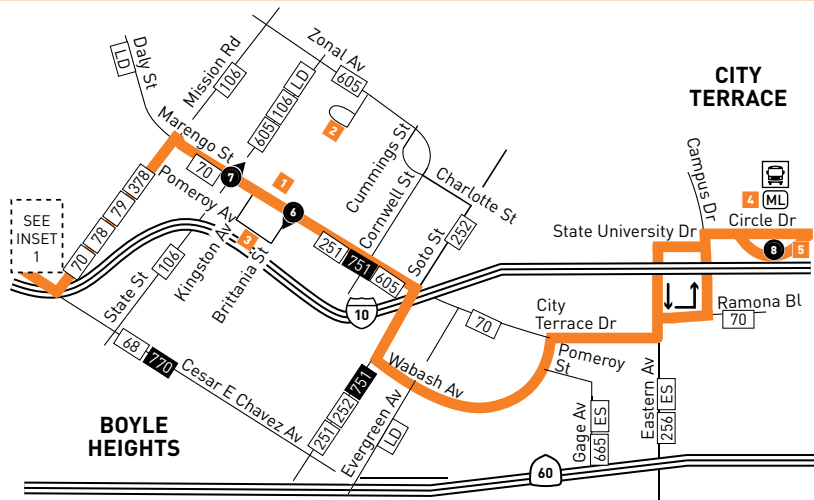 Daly St
LD
Mission Rd
106
Zonal Av
605
605
106
LD
2
CITY
TERRACE
Marengo St
70
7
1
Pomeroy Av
Cummings St
Cornwell St
Charlotte St
Soto St
252
Campus Dr
4
ML
Circle Dr
State University Dr
8
5
SEE
INSET
1
70
78
79
378
6
3
State St
106
Kingston Av
Brittania St
251
751
605
10
70
City
Terrace Dr
Ramona Bl
70
68
770
Cesar E Chavez Av
Wabash Av
Pomeroy
St
251
252
751
Evergreen Av
LD
Gage Av
665
ES
Eastern Av
256
ES
BOYLE
HEIGHTS
60